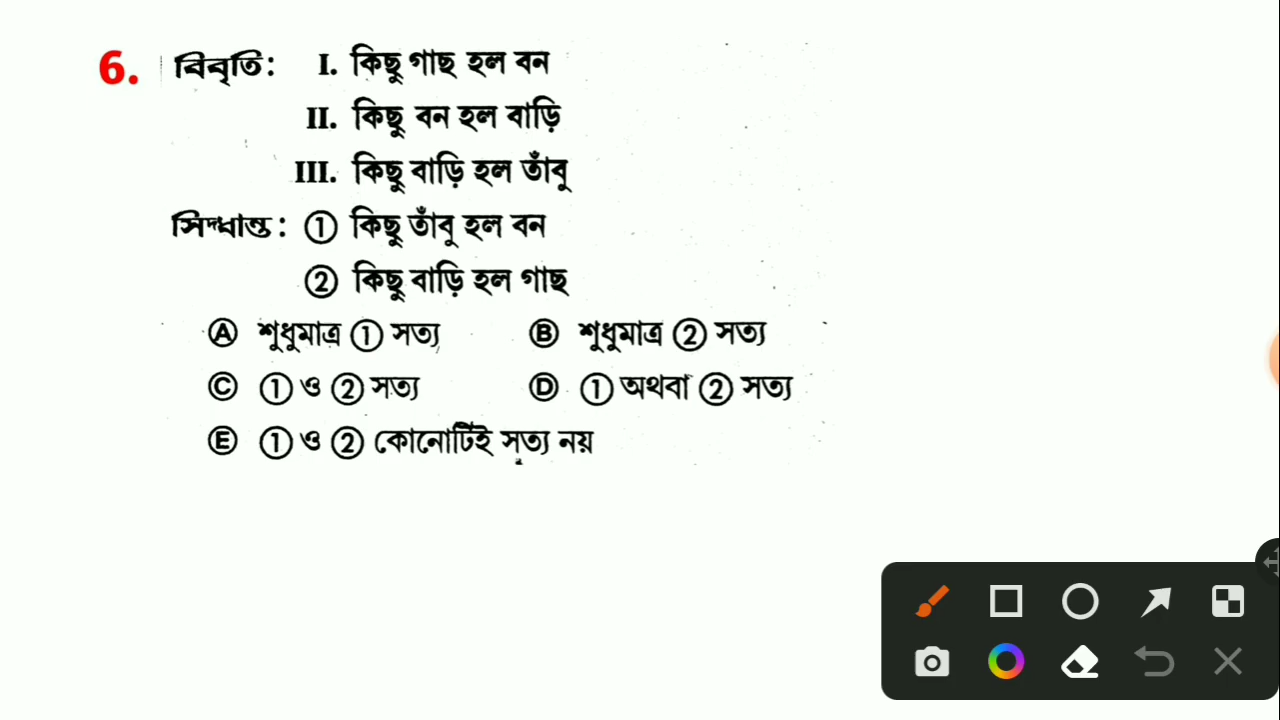 6. বিবৃতি: I. কিছু গাছ হল বন
II. কিছু বন হল বাড়ি
III. কিছু বাড়ি হল তাঁবু
সিদ্ধান্ত: ① কিছু তাঁবু হল বন
② কিছু বাড়ি হল গাছ
Ⓐ শুধুমাত্র ① সত্য Ⓑ শুধুমাত্র ② সত্য
Ⓒ ① ও ② সত্য Ⓓ ① অথবা ② সত্য
Ⓔ ① ও ② কোনোটিই সত্য নয়